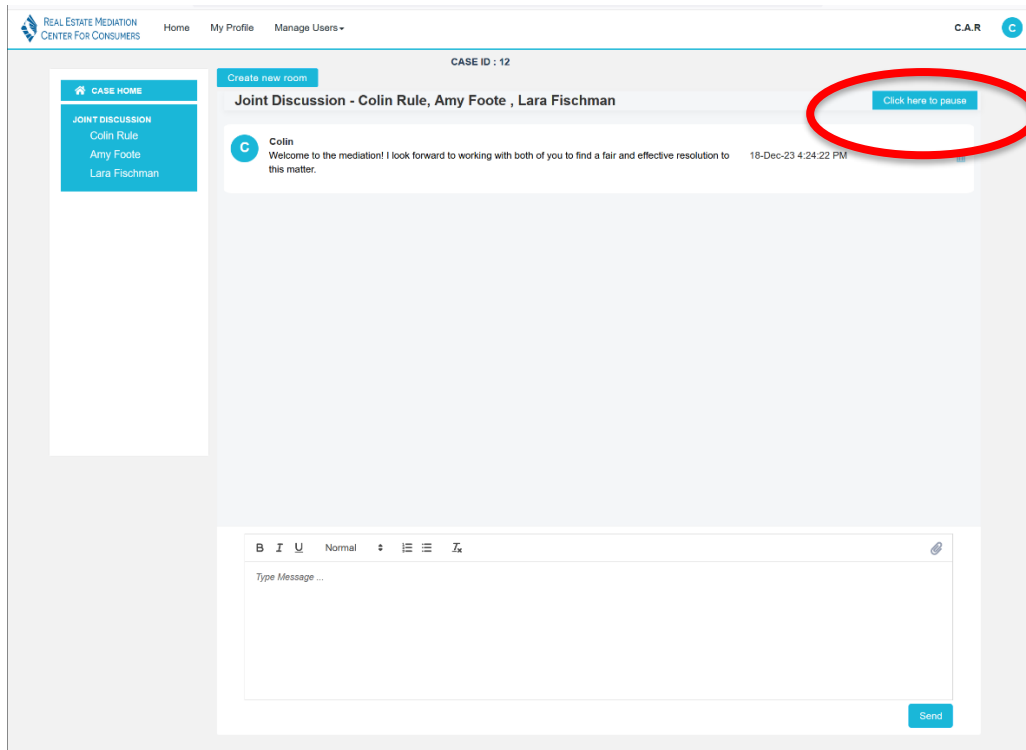 REAL ESTATE MEDIATION
CENTER FOR CONSUMERS
Home My Profile Manage Users
C.A.R C
CASE ID : 12
Create new room
CASE HOME
JOINT DISCUSSION
Colin Rule
Amy Foote
Lara Fischman
Joint Discussion - Colin Rule, Amy Foote , Lara Fischman
Click here to pause
C
Colin
Welcome to the mediation! I look forward to working with both of you to find a fair and effective resolution to
this matter.
18-Dec-23 4:24:22 PM
B I U Normal
Type Message ...
Send